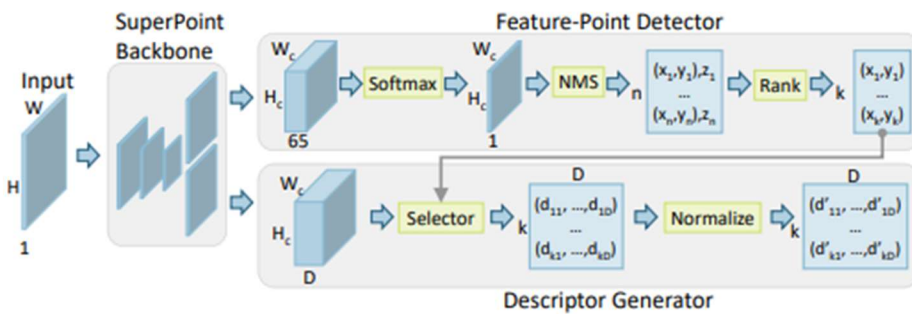 SuperPoint
Backbone
Feature-Point Detector
Input
W
H
1
W_c
H_c
65
Softmax
W_c
H_c
1
NMS
n
(x_1,y_1),z_1
...
(x_n,y_n),z_n
Rank
k
(x_1,y_1)
...
(x_k,y_k)
W_c
H_c
D
Selector
D
k
(d_11, ...,d_1D)
...
(d_k1, ...,d_kD)
Normalize
D
k
(d'_11, ...,d'_1D)
...
(d'_k1, ...,d'_kD)
Descriptor Generator